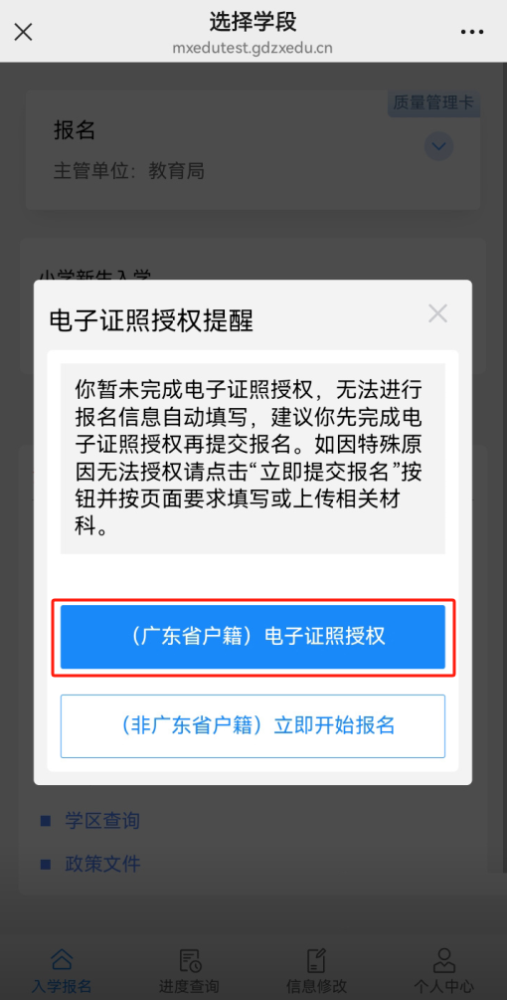 选择学段
mxedutest.gdzxedu.cn
质量管理卡
报名
主管单位：教育局
小学新生入学
电子证照授权提醒
你暂未完成电子证照授权，无法进行
报名信息自动填写，建议你先完成电
子证照授权再提交报名。如因特殊原
因无法授权请点击“立即提交报名”按
钮并按页面要求填写或上传相关材
料。
（广东省户籍）电子证照授权
（非广东省户籍）立即开始报名
学区查询
政策文件
入学报名
进度查询
信息修改
个人中心